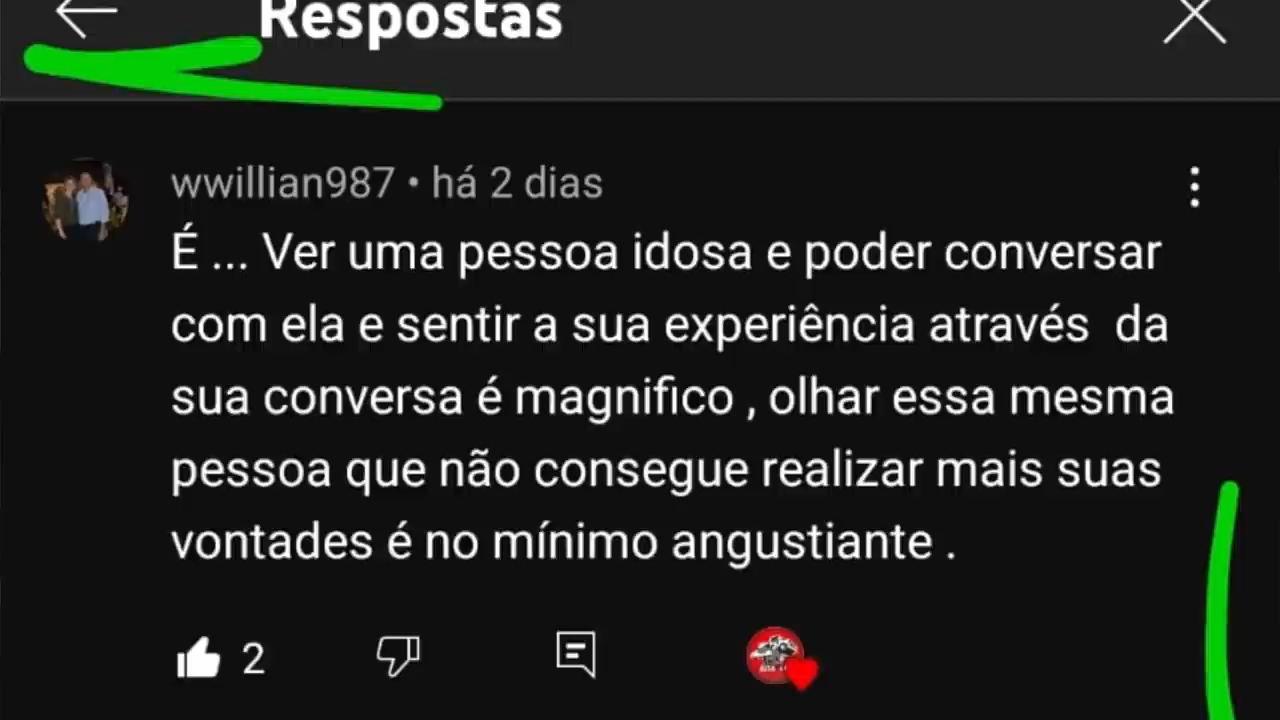 Respostas
wwillian987 • há 2 dias
É ... Ver uma pessoa idosa e poder conversar
com ela e sentir a sua experiência através da
sua conversa é magnifico , olhar essa mesma
pessoa que não consegue realizar mais suas
vontades é no mínimo angustiante .
2